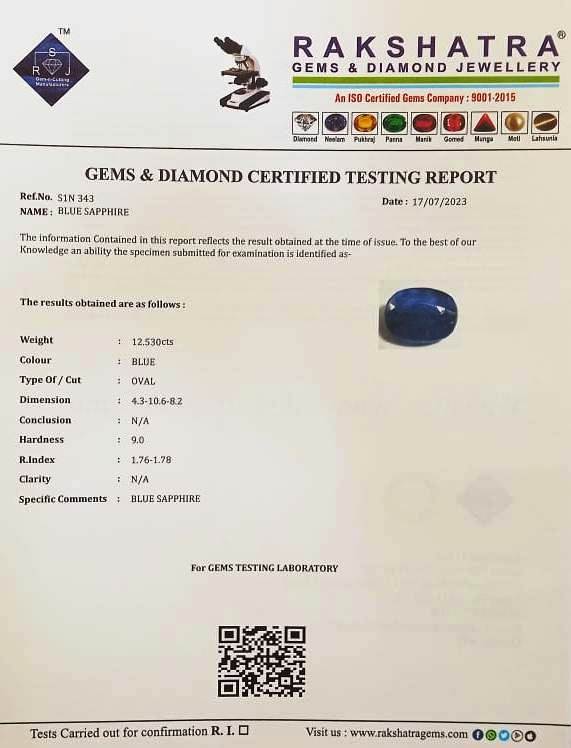 TM
S
R J
Gem-n-Cutting
Manufacturers
RAKSHATRA®
GEMS & DIAMOND JEWELLERY
An ISO Certified Gems Company : 9001-2015
Diamond Neelam Pukhraj Panna Manik Gomed Munga Moti Lahsunia
GEMS & DIAMOND CERTIFIED TESTING REPORT
Ref.No. S1N 343
Date : 17/07/2023
NAME : BLUE SAPPHIRE
The information Contained in this report reflects the result obtained at the time of issue. To the best of our
Knowledge an ability the specimen submitted for examination is identified as-
The results obtained are as follows :
Weight : 12.530cts
Colour : BLUE
Type Of / Cut : OVAL
Dimension : 4.3-10.6-8.2
Conclusion : N/A
Hardness : 9.0
R.Index : 1.76-1.78
Clarity : N/A
Specific Comments : BLUE SAPPHIRE
For GEMS TESTING LABORATORY
Tests Carried out for confirmation R. I. ☐
Visit us : www.rakshatragems.com